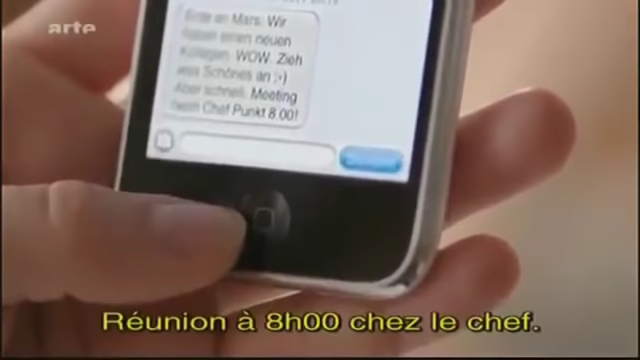 arte
Erde an Mars: Wir
haben einen neuen
Kollegen. WOW. Zieh
was Schönes an ;-)
Aber schnell. Meeting
beim Chef Punkt 8.00!
Réunion à 8h00 chez le chef.